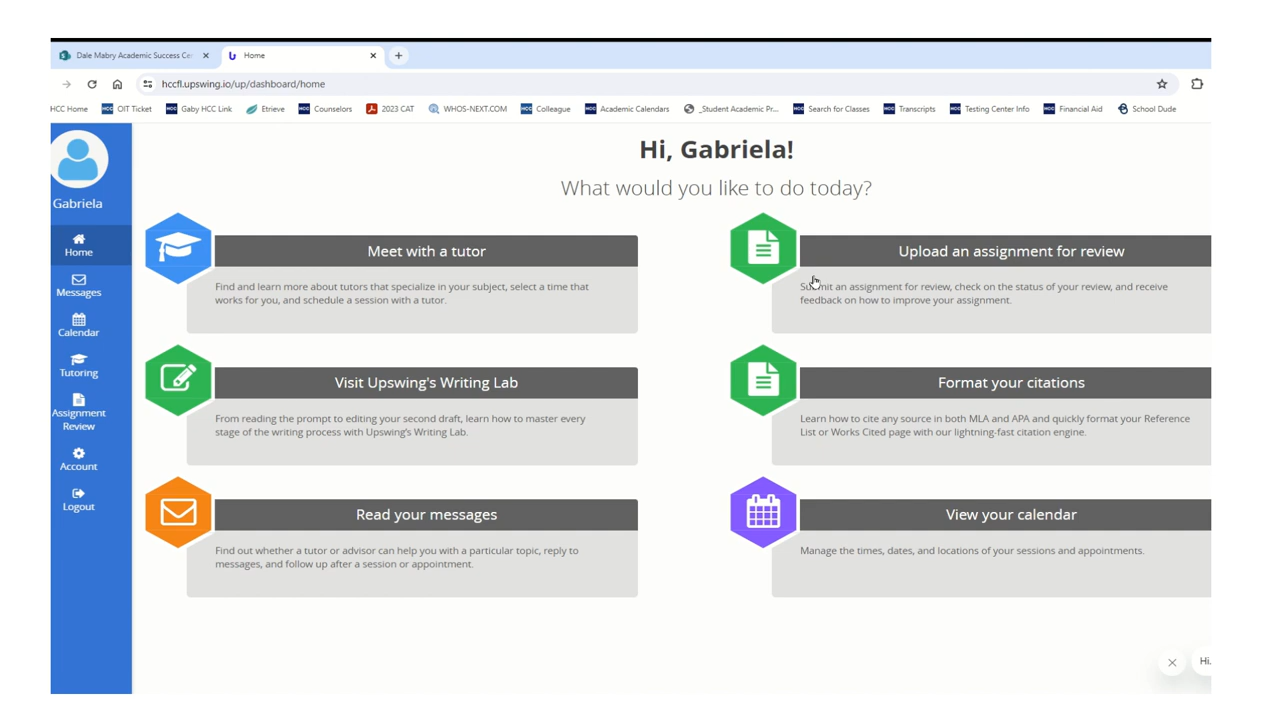 Dale Mabry Academic Success Ce
Home
hccfl.upswing.io/up/dashboard/home
HCC Home
OIT Ticket
Gaby HCC Link
Etrieve
Counselors
2023 CAT
WHOS-NEXT.COM
Colleague
Academic Calendars
_Student Academic Pr...
Search for Classes
Transcripts
Testing Center Info
Financial Aid
School Dude
Gabriela
Home
Messages
Calendar
Tutoring
Assignment
Review
Account
Logout
Hi, Gabriela!
What would you like to do today?
Meet with a tutor
Find and learn more about tutors that specialize in your subject, select a time that
works for you, and schedule a session with a tutor.
Upload an assignment for review
Submit an assignment for review, check on the status of your review, and receive
feedback on how to improve your assignment.
Visit Upswing's Writing Lab
From reading the prompt to editing your second draft, learn how to master every
stage of the writing process with Upswing's Writing Lab.
Format your citations
Learn how to cite any source in both MLA and APA and quickly format your Reference
List or Works Cited page with our lightning-fast citation engine.
Read your messages
Find out whether a tutor or advisor can help you with a particular topic, reply to
messages, and follow up after a session or appointment.
View your calendar
Manage the times, dates, and locations of your sessions and appointments.
Hi.